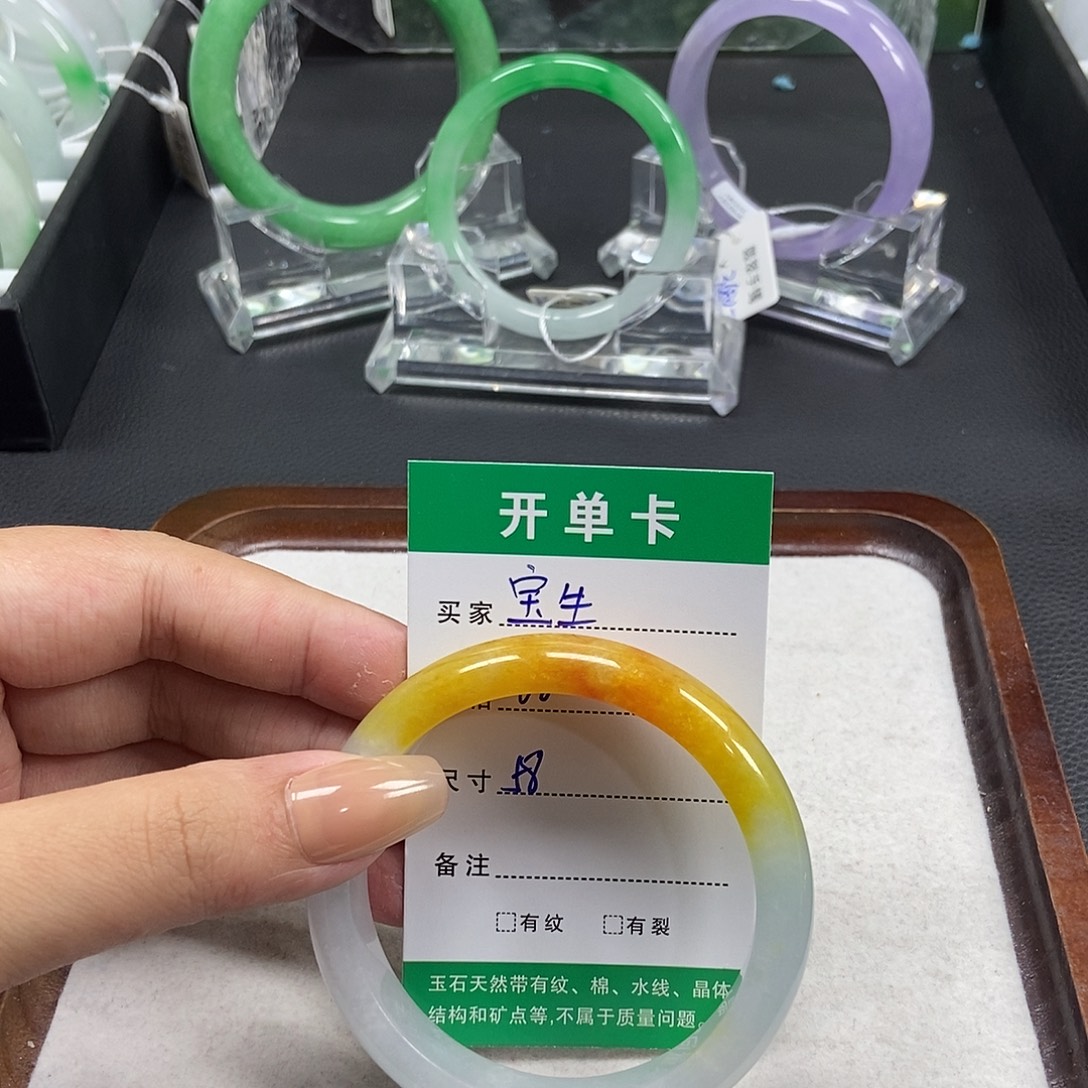 开单卡
买家 宝生
尺寸 58
备注
有纹 有裂
玉石天然带有纹、棉、水线、晶体
结构和矿点等,不属于质量问题。